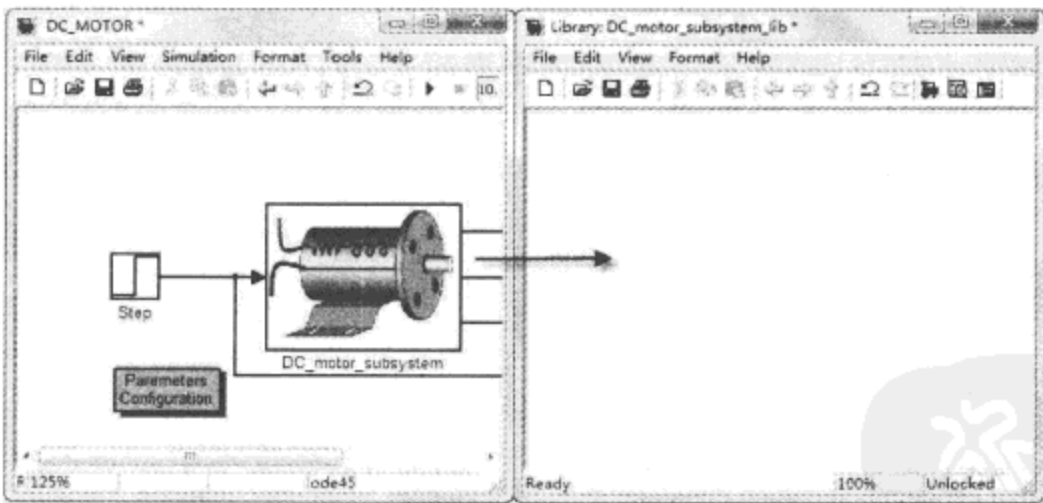 DC_MOTOR *
File Edit View Simulation Format Tools Help
10.
Step
DC_motor_subsystem
Paremeters
Configuration
R 125%
ode45
Library: DC_motor_subsystem_lib *
File Edit View Format Help
Ready
100%
Unlocked